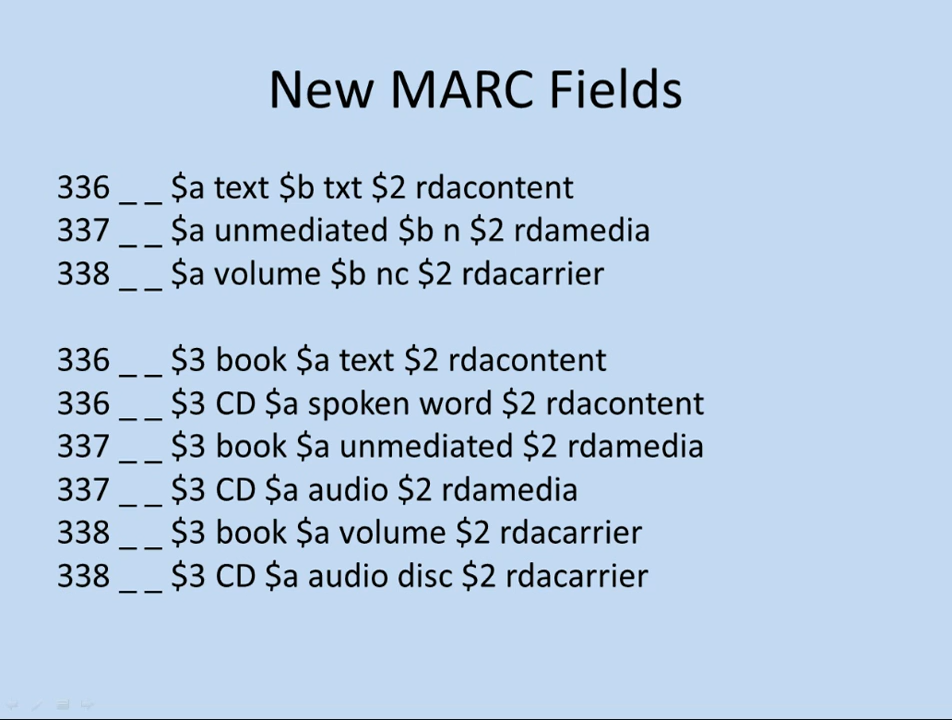 New MARC Fields
336 _ _ $a text $b txt $2 rdacontent
337 _ _ $a unmediated $b n $2 rdamedia
338 _ _ $a volume $b nc $2 rdacarrier
336 _ _ $3 book $a text $2 rdacontent
336 _ _ $3 CD $a spoken word $2 rdacontent
337 _ _ $3 book $a unmediated $2 rdamedia
337 _ _ $3 CD $a audio $2 rdamedia
338 _ _ $3 book $a volume $2 rdacarrier
338 _ _ $3 CD $a audio disc $2 rdacarrier